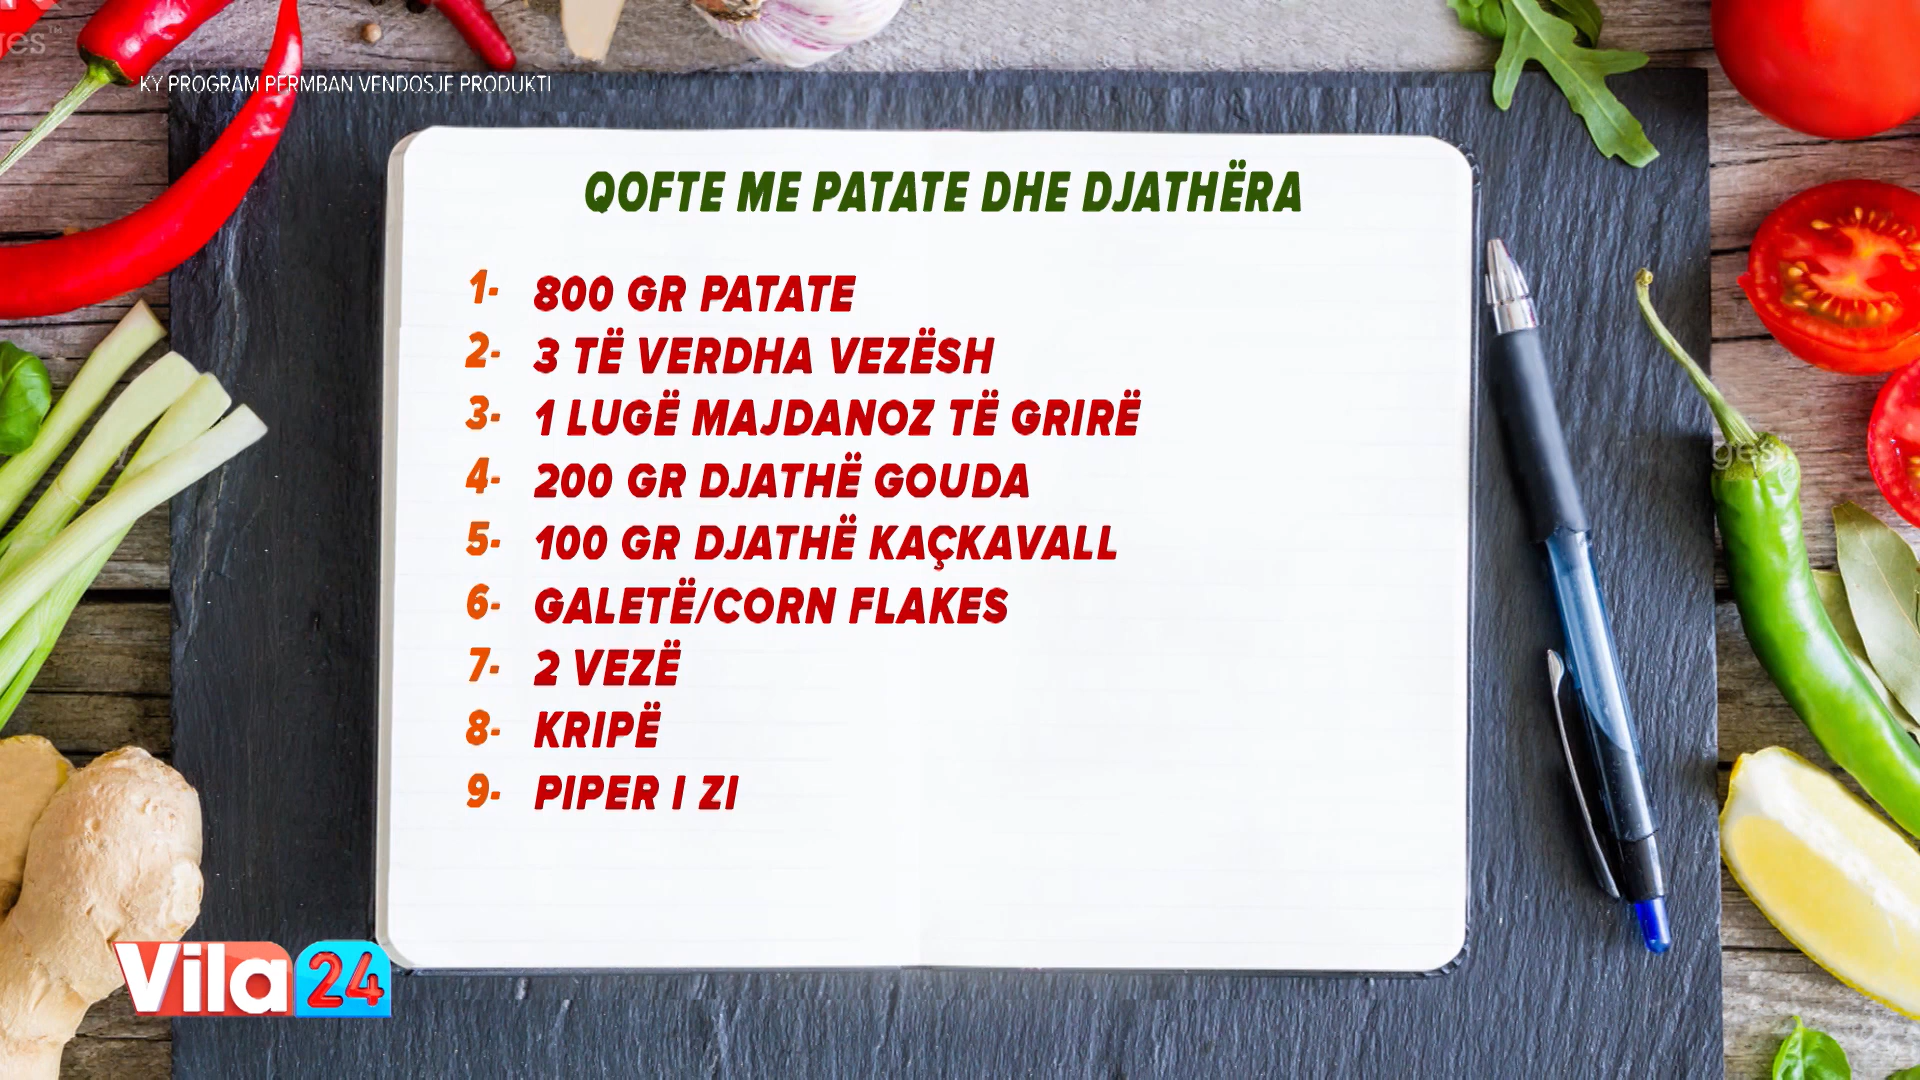 KY PROGRAM PERMBAN VENDOSJE PRODUKTI
QOFTE ME PATATE DHE DJATHËRA
1- 800 GR PATATE
2- 3 TË VERDHA VEZËSH
3- 1 LUGË MAJDANOZ TË GRIRË
4- 200 GR DJATHË GOUDA
5- 100 GR DJATHË KAÇKAVALL
6- GALETË/CORN FLAKES
7- 2 VEZË
8- KRIPË
9- PIPER I ZI
Vila 24